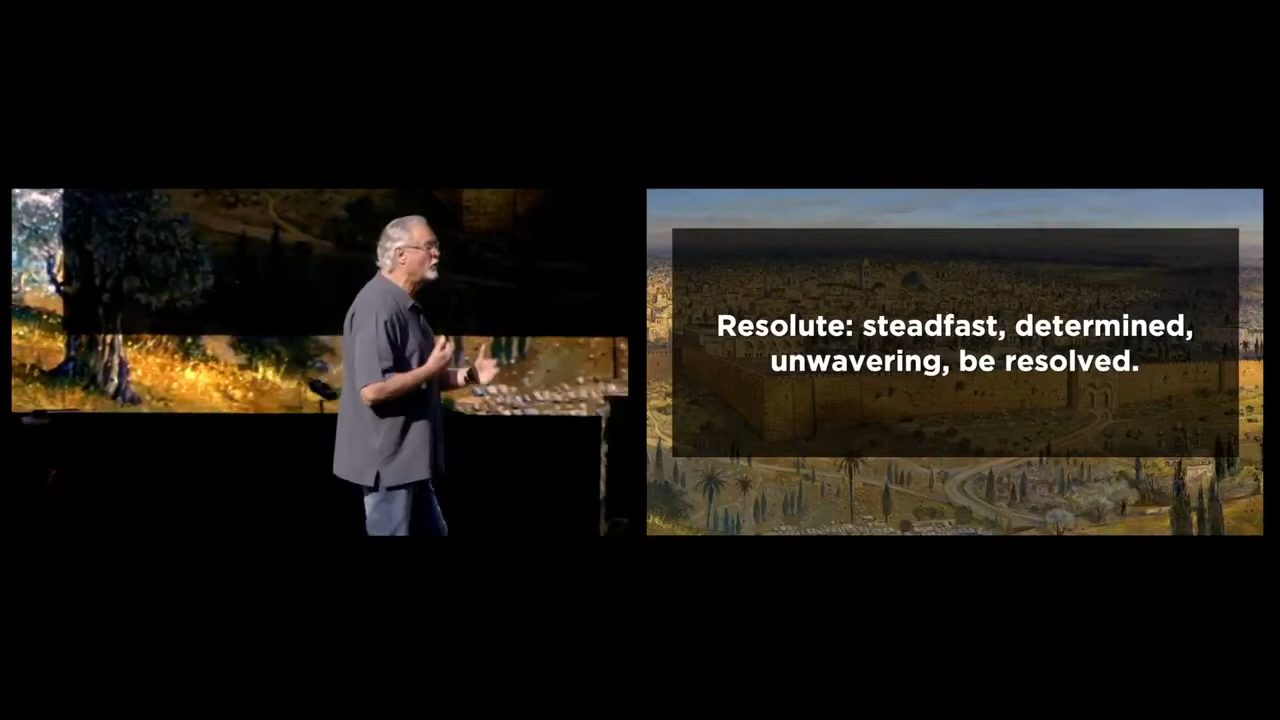 Resolute: steadfast, determined,
unwavering, be resolved.